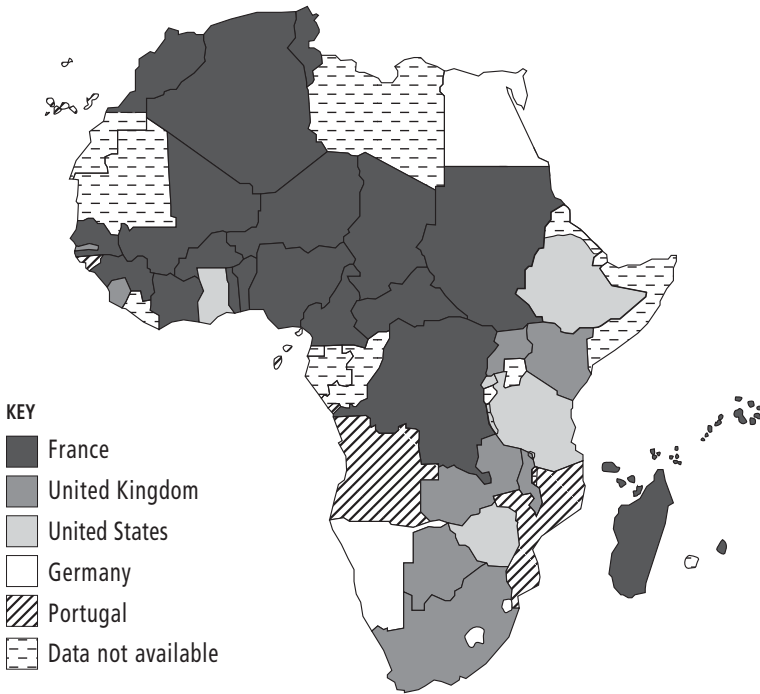 KEY
France
United Kingdom
United States
Germany
Portugal
Data not available